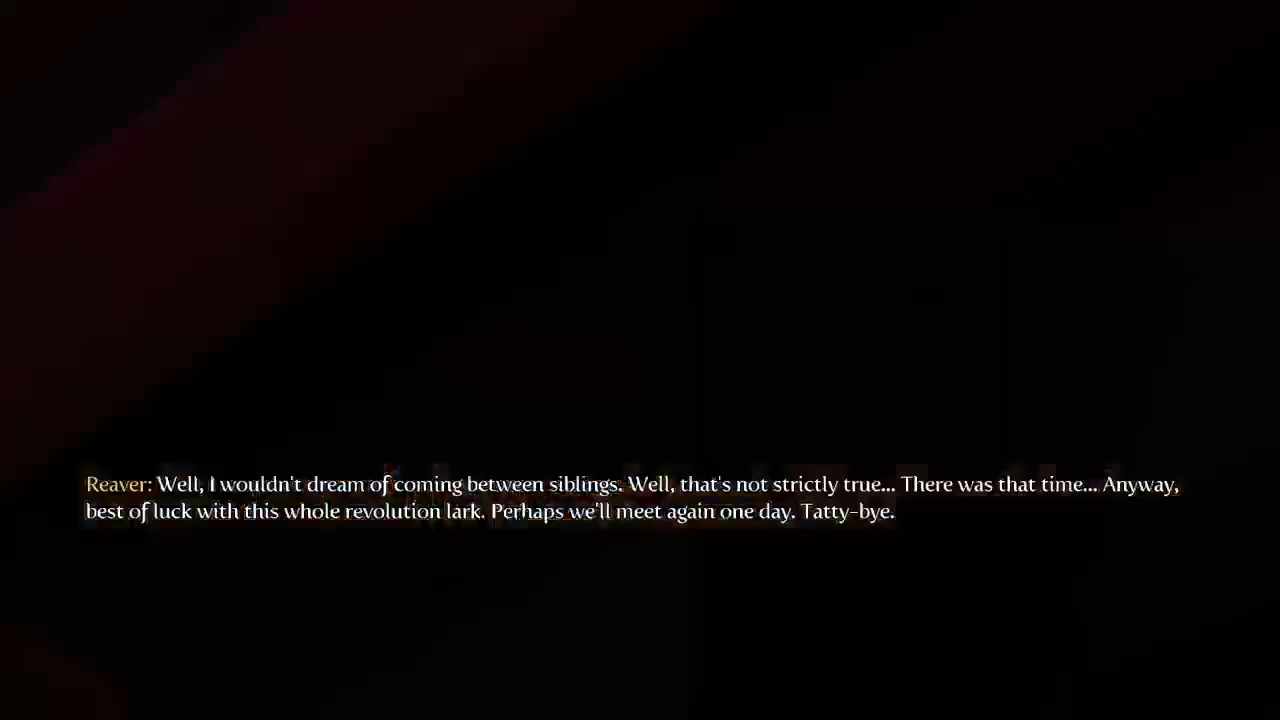 Reaver: Well, I wouldn't dream of coming between siblings. Well, that's not strictly true... There was that time... Anyway,
best of luck with this whole revolution lark. Perhaps we'll meet again one day. Tatty-bye.